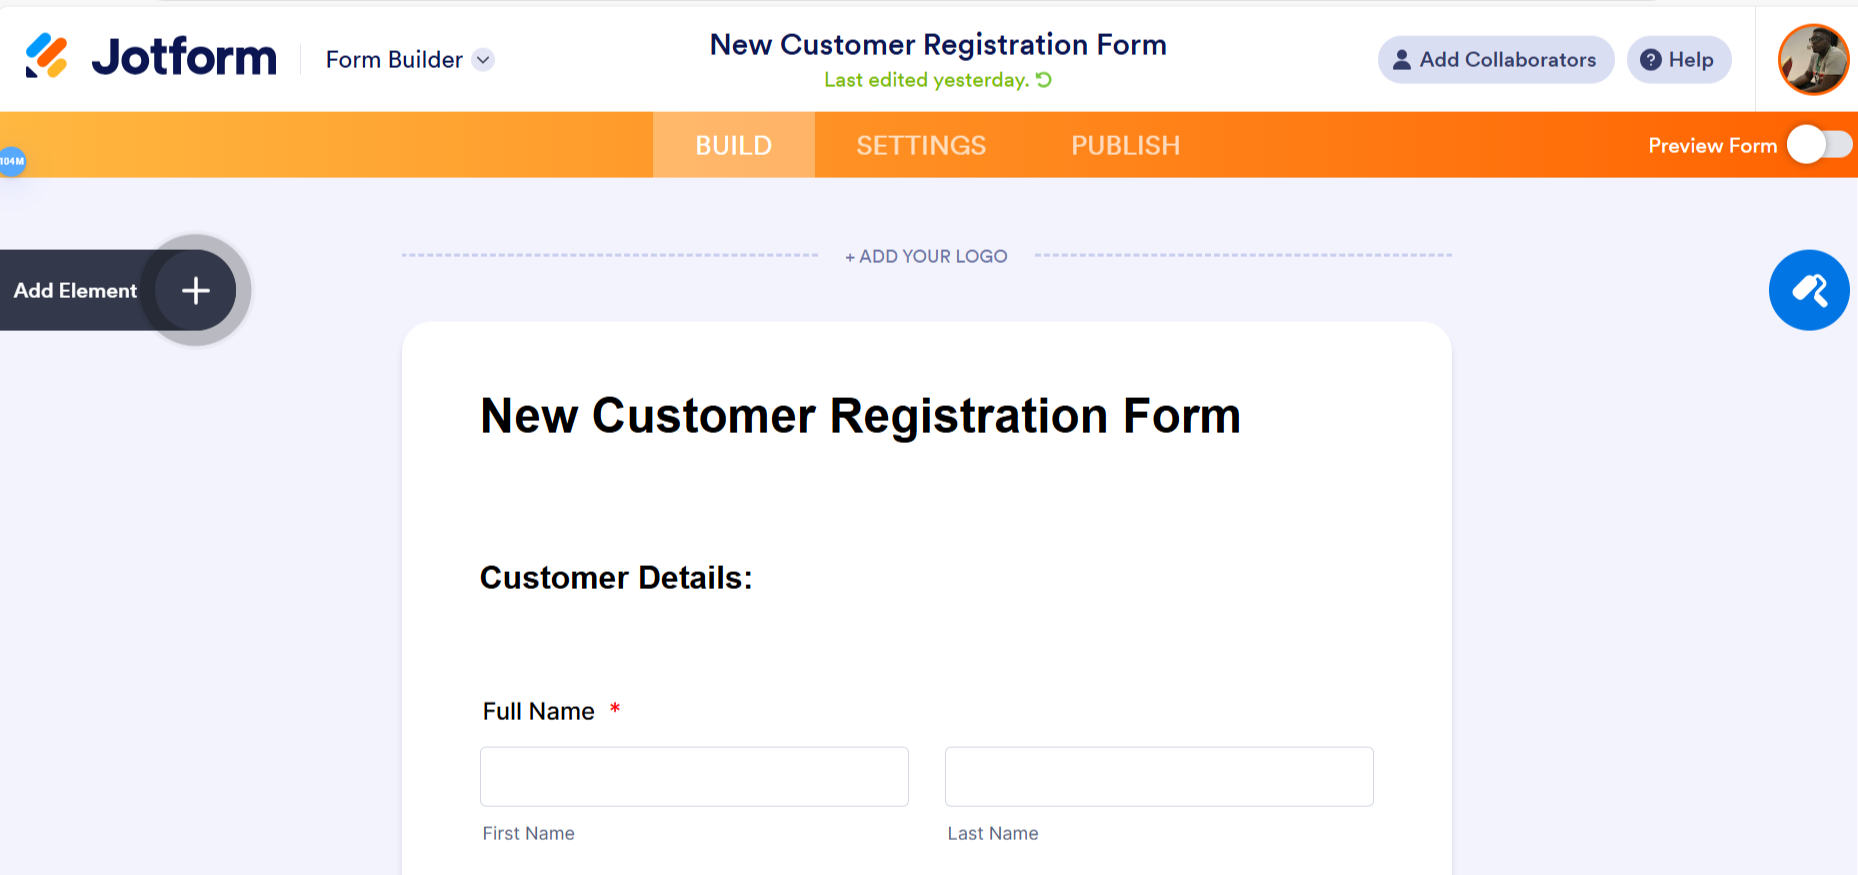 Jotform
Form Builder
New Customer Registration Form
Last edited yesterday.
Add Collaborators
? Help
BUILD
SETTINGS
PUBLISH
Preview Form
104M
Add Element
+ ADD YOUR LOGO
New Customer Registration Form
Customer Details:
Full Name *
First Name
Last Name